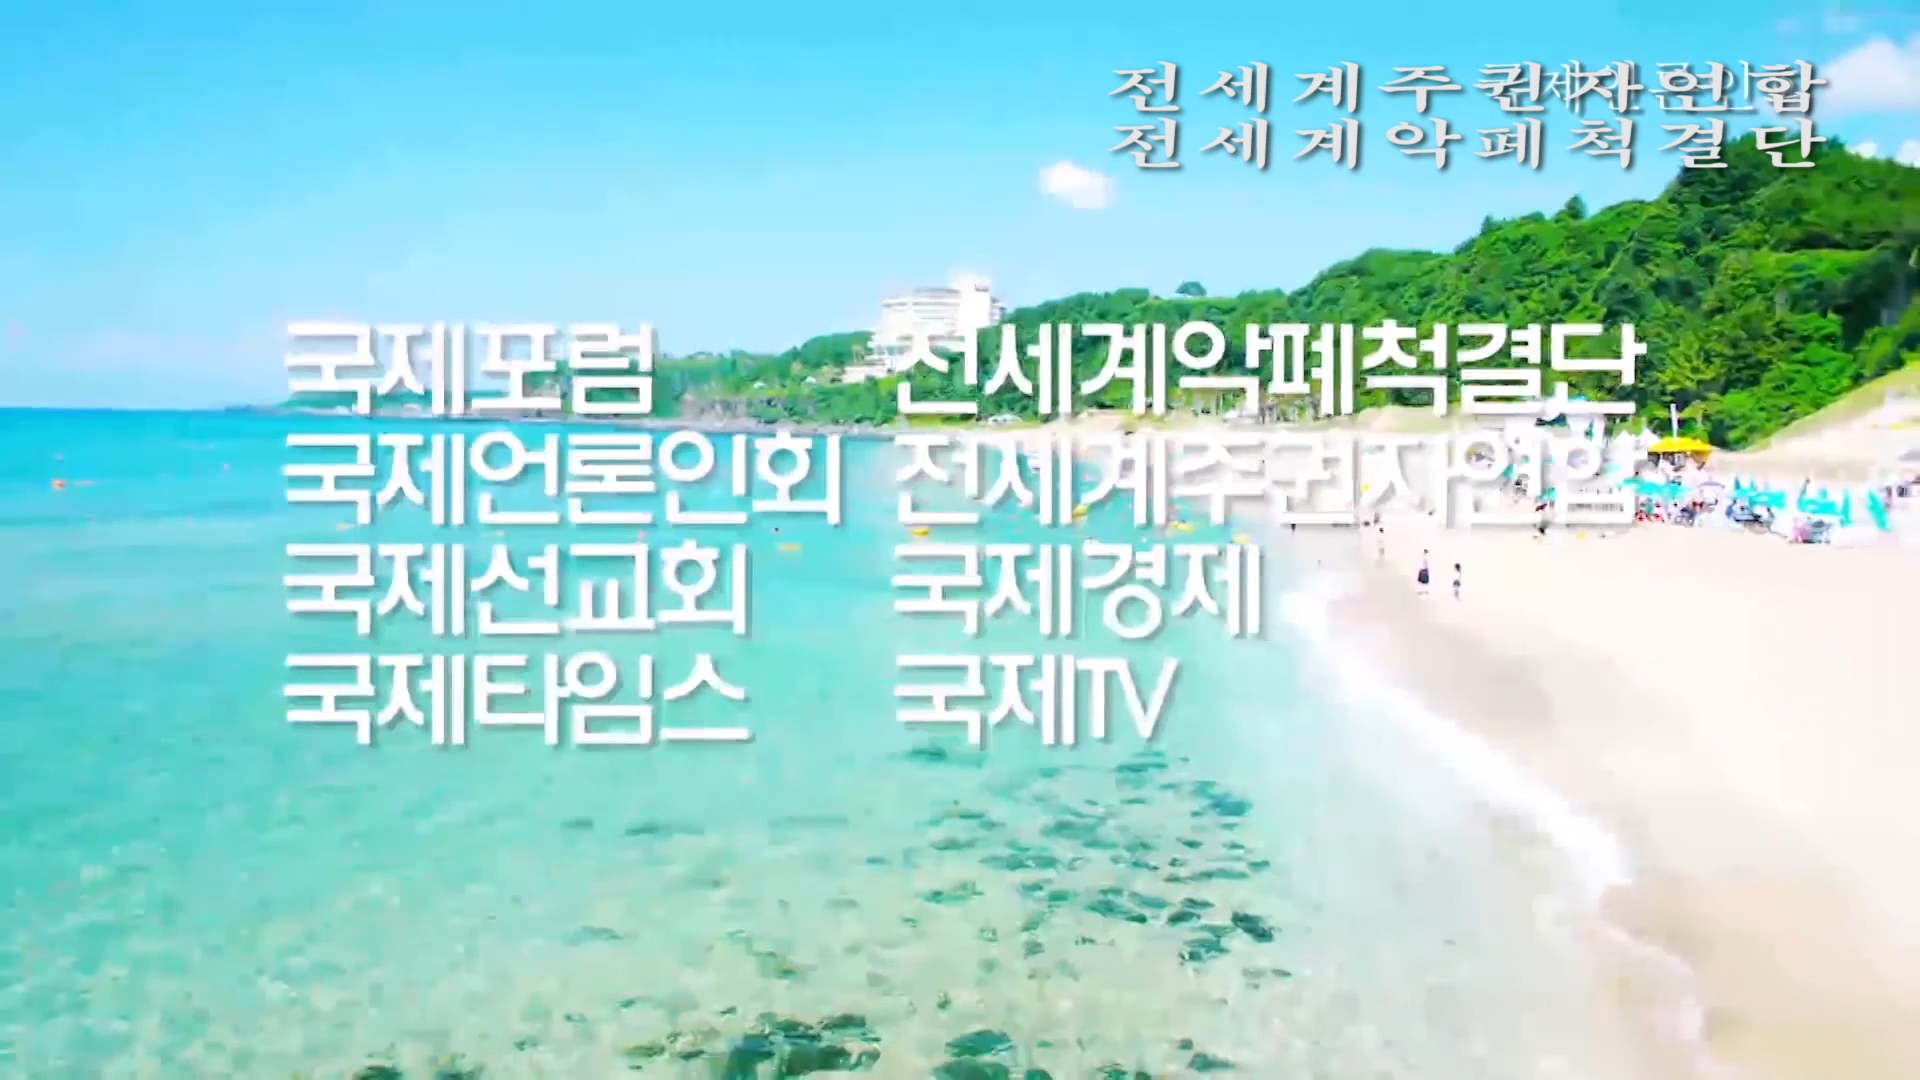 전세계주권자연합
전세계악폐척결단
국제포럼 전세계악폐척결단
국제언론인회 전세계주권자연합
국제선교회 국제경제
국제타임스 국제TV